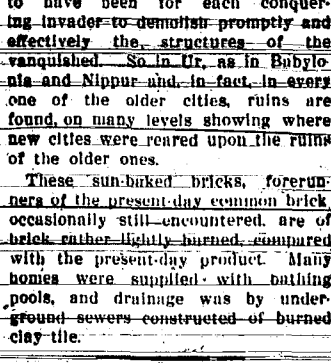 to have been for each conquer-
ing invader to demolish promptly and
effectively the structures of the
vanquished. So in Ur, as in Babylo-
nia and Nippur and, in fact, in every
one of the older cities, ruins are
found, on many levels showing where
new cities were reared upon the ruins
of the older ones.
These sun-baked bricks, forerun-
ners of the present-day common brick,
occasionally still encountered, are of
brick rather lightly burned, compared
with the present-day product. Many
homes were supplied with bathing
pools, and drainage was by under-
ground sewers constructed of burned
clay tile.